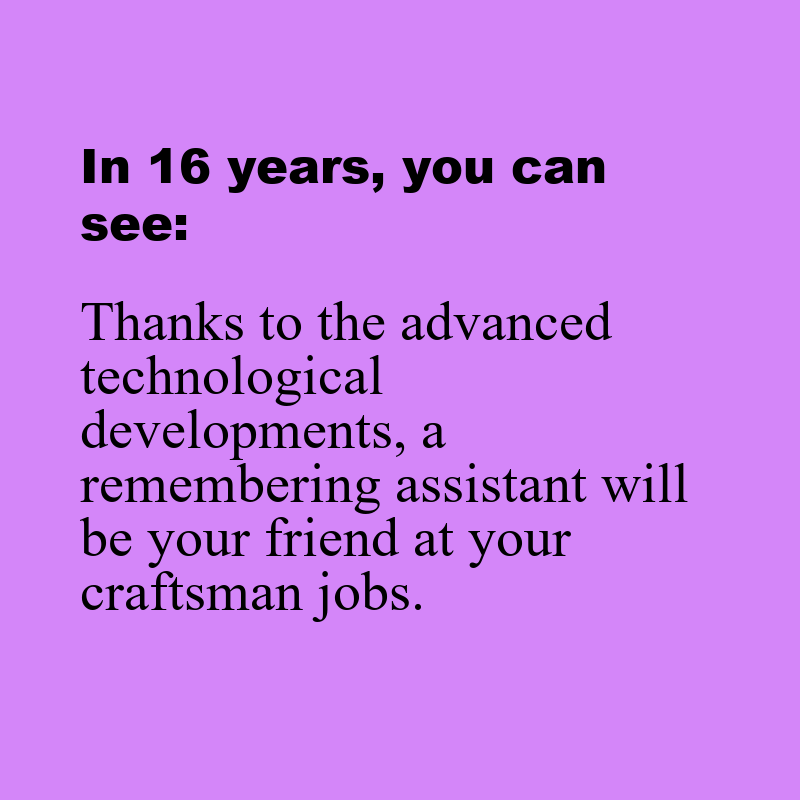 In 16 years, you can
see:
Thanks to the advanced
technological
developments, a
remembering assistant will
be your friend at your
craftsman jobs.